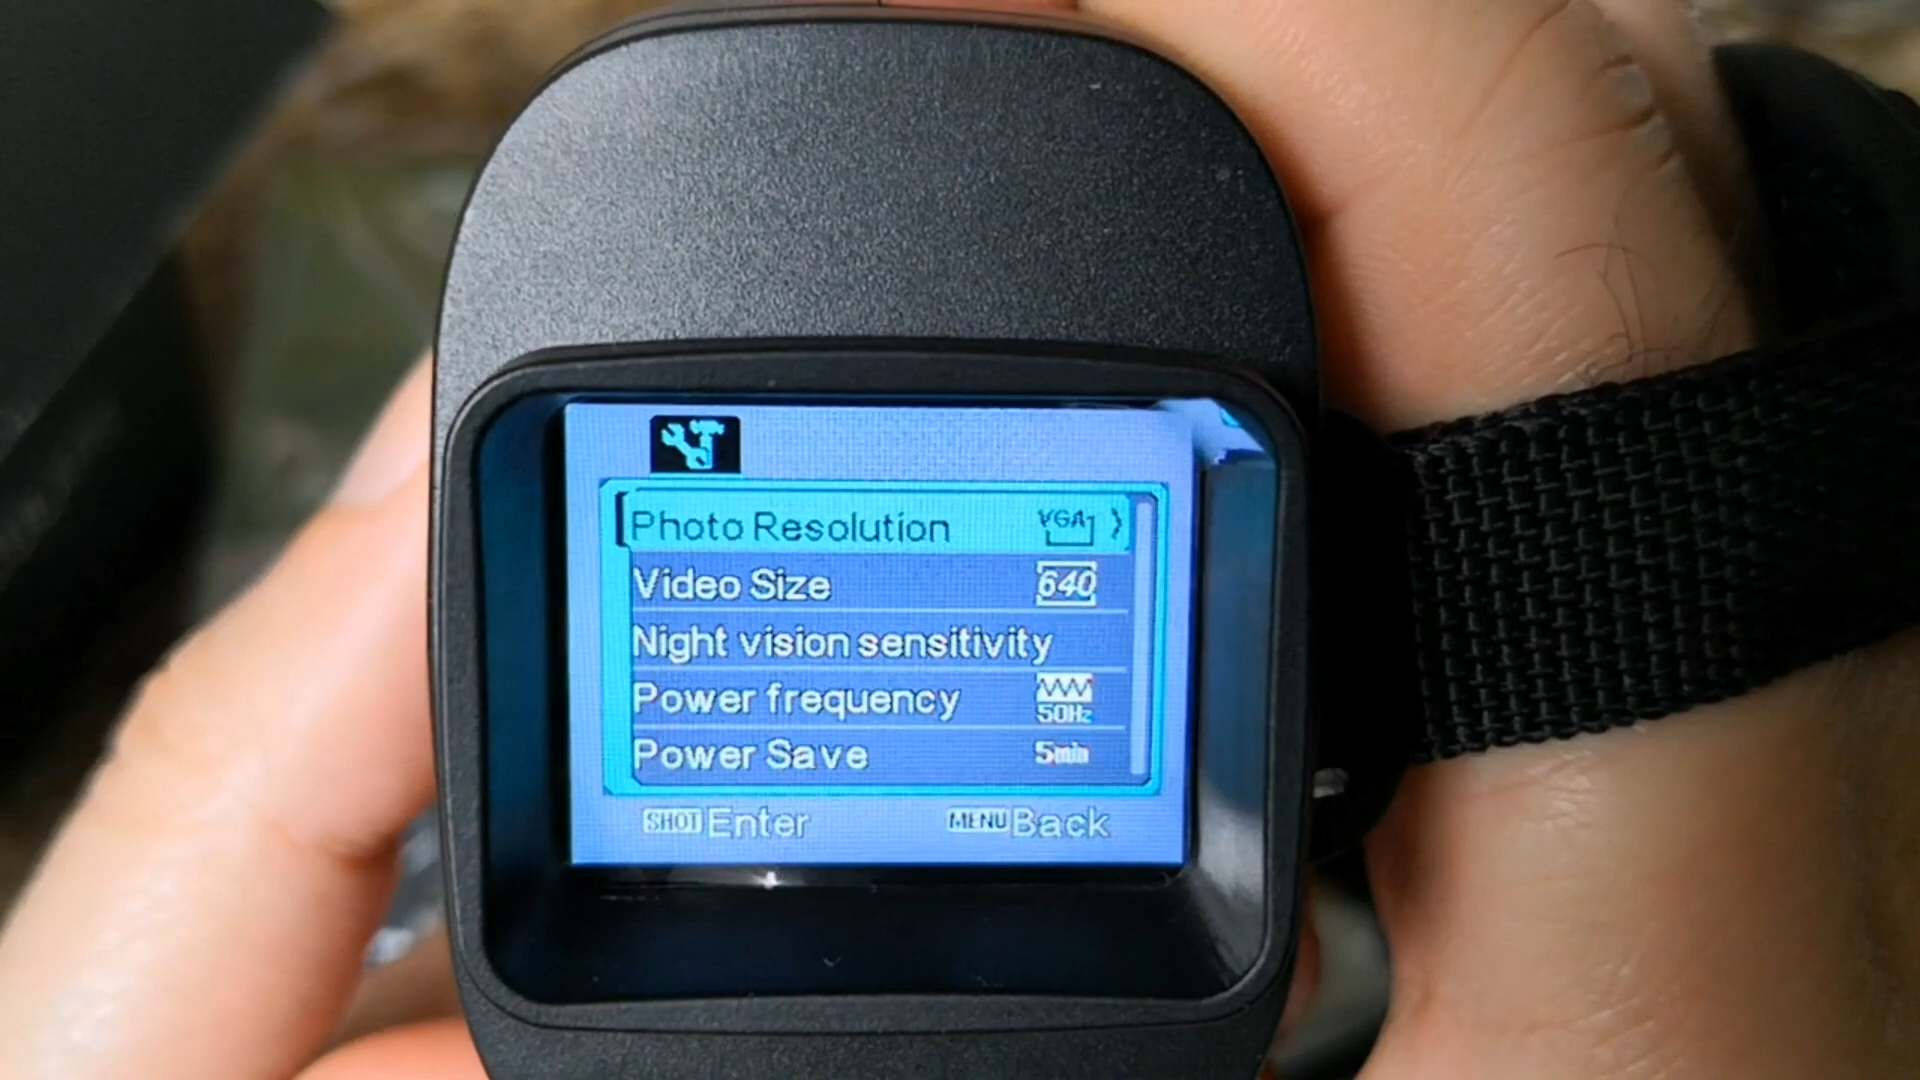 Photo Resolution VGA
Video Size 640
Night vision sensitivity
Power frequency 50Hz
Power Save 5min
SHOT Enter MENU Back